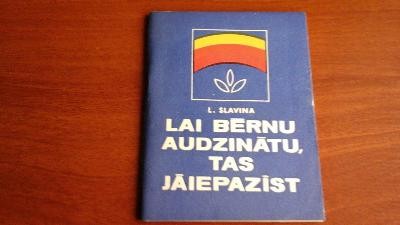 L. SLAVINA
LAI BĒRNU
AUDZINĀTU,
TAS
JĀIEPAZĪST